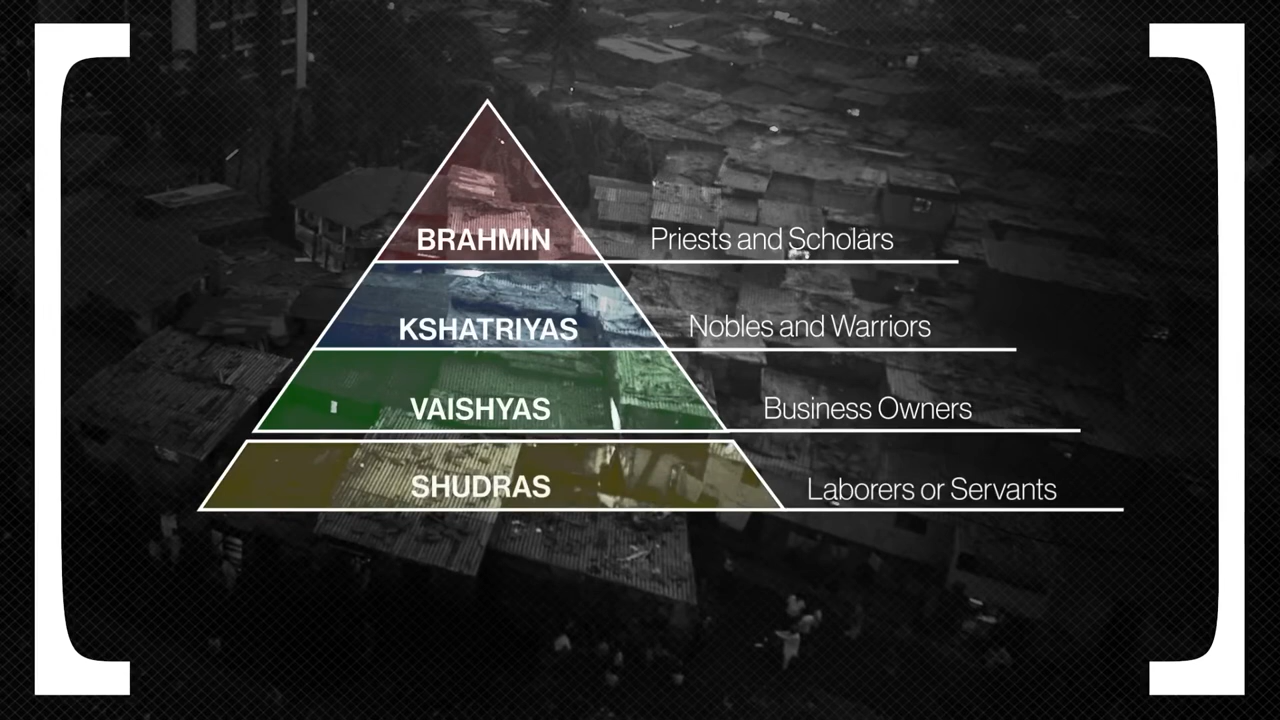 BRAHMIN Priests and Scholars
KSHATRIYAS Nobles and Warriors
VAISHYAS Business Owners
SHUDRAS Laborers or Servants